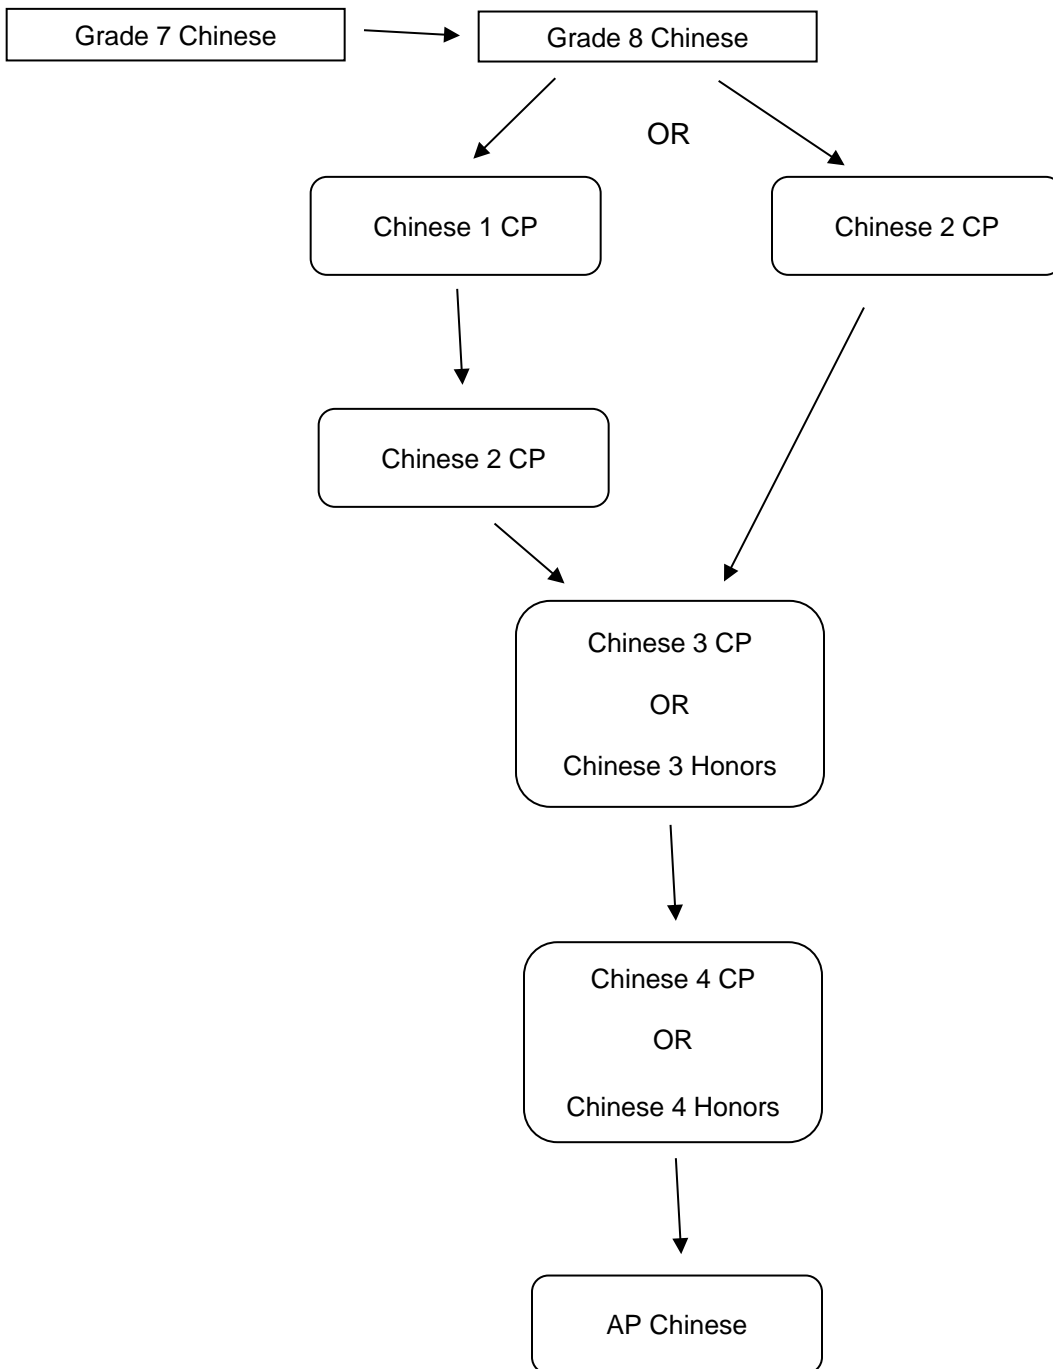 Grade 7 Chinese
Grade 8 Chinese
OR
Chinese 1 CP
Chinese 2 CP
Chinese 2 CP
Chinese 3 CP
OR
Chinese 3 Honors
Chinese 4 CP
OR
Chinese 4 Honors
AP Chinese